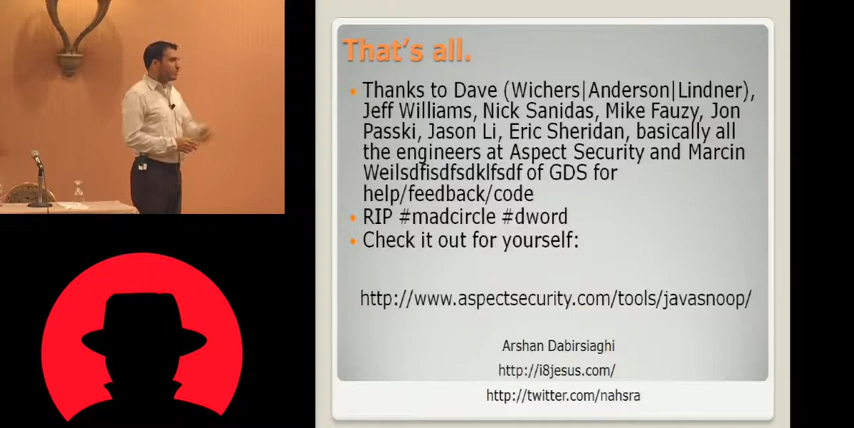 That's all.
Thanks to Dave (Wichers|Anderson|Lindner),
Jeff Williams, Nick Sanidas, Mike Fauzy, Jon
Passki, Jason Li, Eric Sheridan, basically all
the engineers at Aspect Security and Marcin
Weilsdfisdfsdklfsdf of GDS for
help/feedback/code
RIP #madcircle #dword
Check it out for yourself:
http://www.aspectsecurity.com/tools/javasnoop/
Arshan Dabirsiaghi
http://i8jesus.com/
http://twitter.com/nahsra